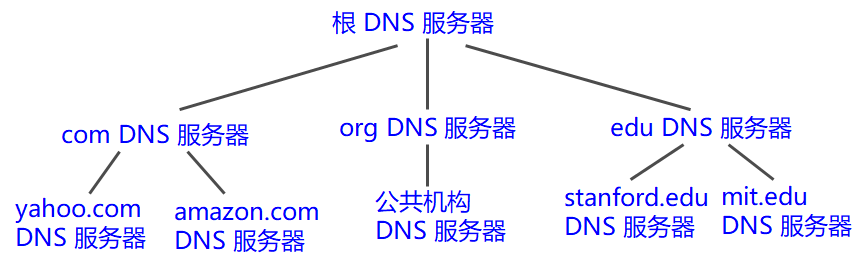 根 DNS 服务器
com DNS 服务器
org DNS 服务器
edu DNS 服务器
yahoo.com
DNS 服务器
amazon.com
DNS 服务器
公共机构
DNS 服务器
stanford.edu
DNS 服务器
mit.edu
DNS 服务器